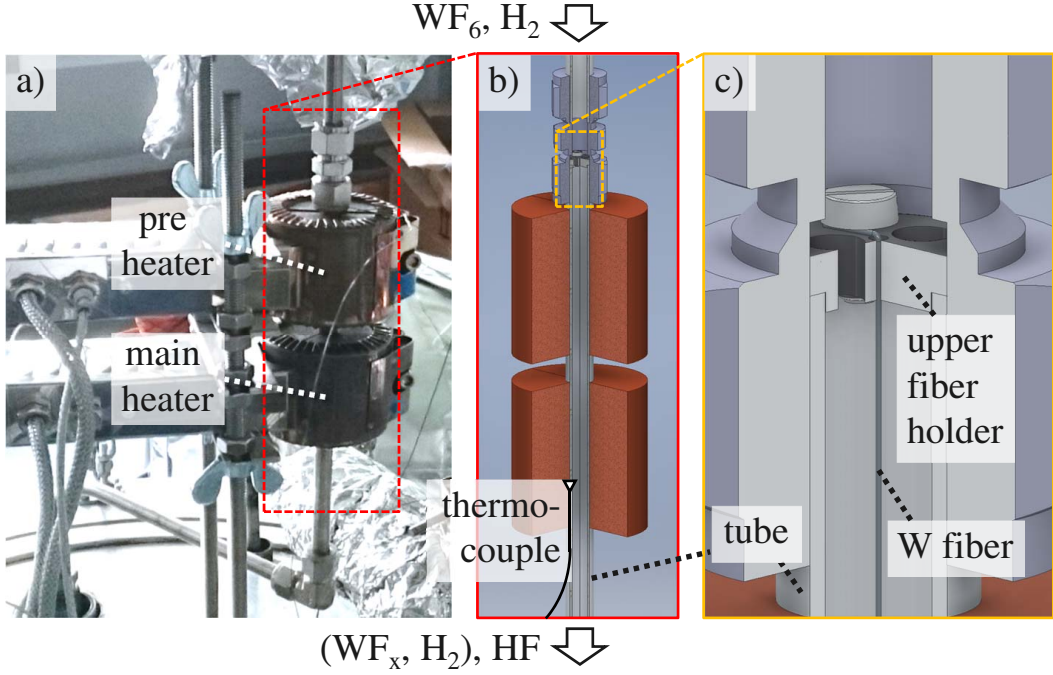 WF₆, H₂
a)
b)
c)
pre
heater
main
heater
thermo-
couple
upper
fiber
holder
tube
W fiber
(WFₓ, H₂), HF